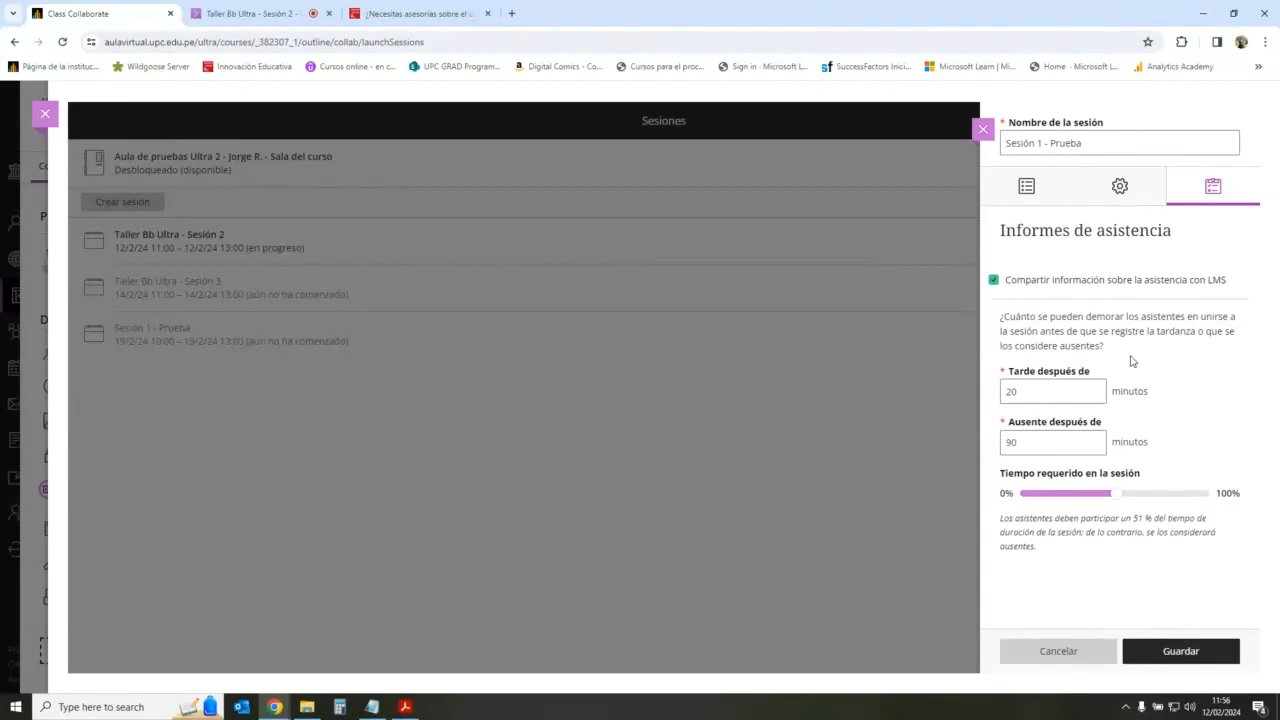 Class Collaborate
Taller Bb Ultra - Sesión 2 -
¿Necesitas asesorías sobre el u
aulavirtual.upc.edu.pe/ultra/courses/_382307_1/outline/collab/launchSessions
Página de la instituc...
Wildgoose Server
Innovación Educativa
Cursos online - en c...
UPC GRAD Program...
Digital Comics - Co...
Cursos para el proc...
Sign in - Microsoft L...
SuccessFactors Inici...
Microsoft Learn | Mi...
Home - Microsoft L...
Analytics Academy
Sesiones
Aula de pruebas Ultra 2 - Jorge R. - Sala del curso
Desbloqueado (disponible)
Crear sesión
Taller Bb Ultra - Sesión 2
12/2/24 11:00 – 12/2/24 13:00 (en progreso)
Taller Bb Ultra - Sesión 3
14/2/24 11:00 – 14/2/24 13:00 (aún no ha comenzado)
Sesión 1 - Prueba
19/2/24 10:00 – 19/2/24 13:00 (aún no ha comenzado)
* Nombre de la sesión
Sesión 1 - Prueba
Informes de asistencia
Compartir información sobre la asistencia con LMS
¿Cuánto se pueden demorar los asistentes en unirse a
la sesión antes de que se registre la tardanza o que se
los considere ausentes?
* Tarde después de
20 minutos
* Ausente después de
90 minutos
Tiempo requerido en la sesión
0% 100%
Los asistentes deben participar un 51 % del tiempo de
duración de la sesión; de lo contrario, se los considerará
ausentes.
Cancelar
Guardar
Type here to search
11:56
12/02/2024